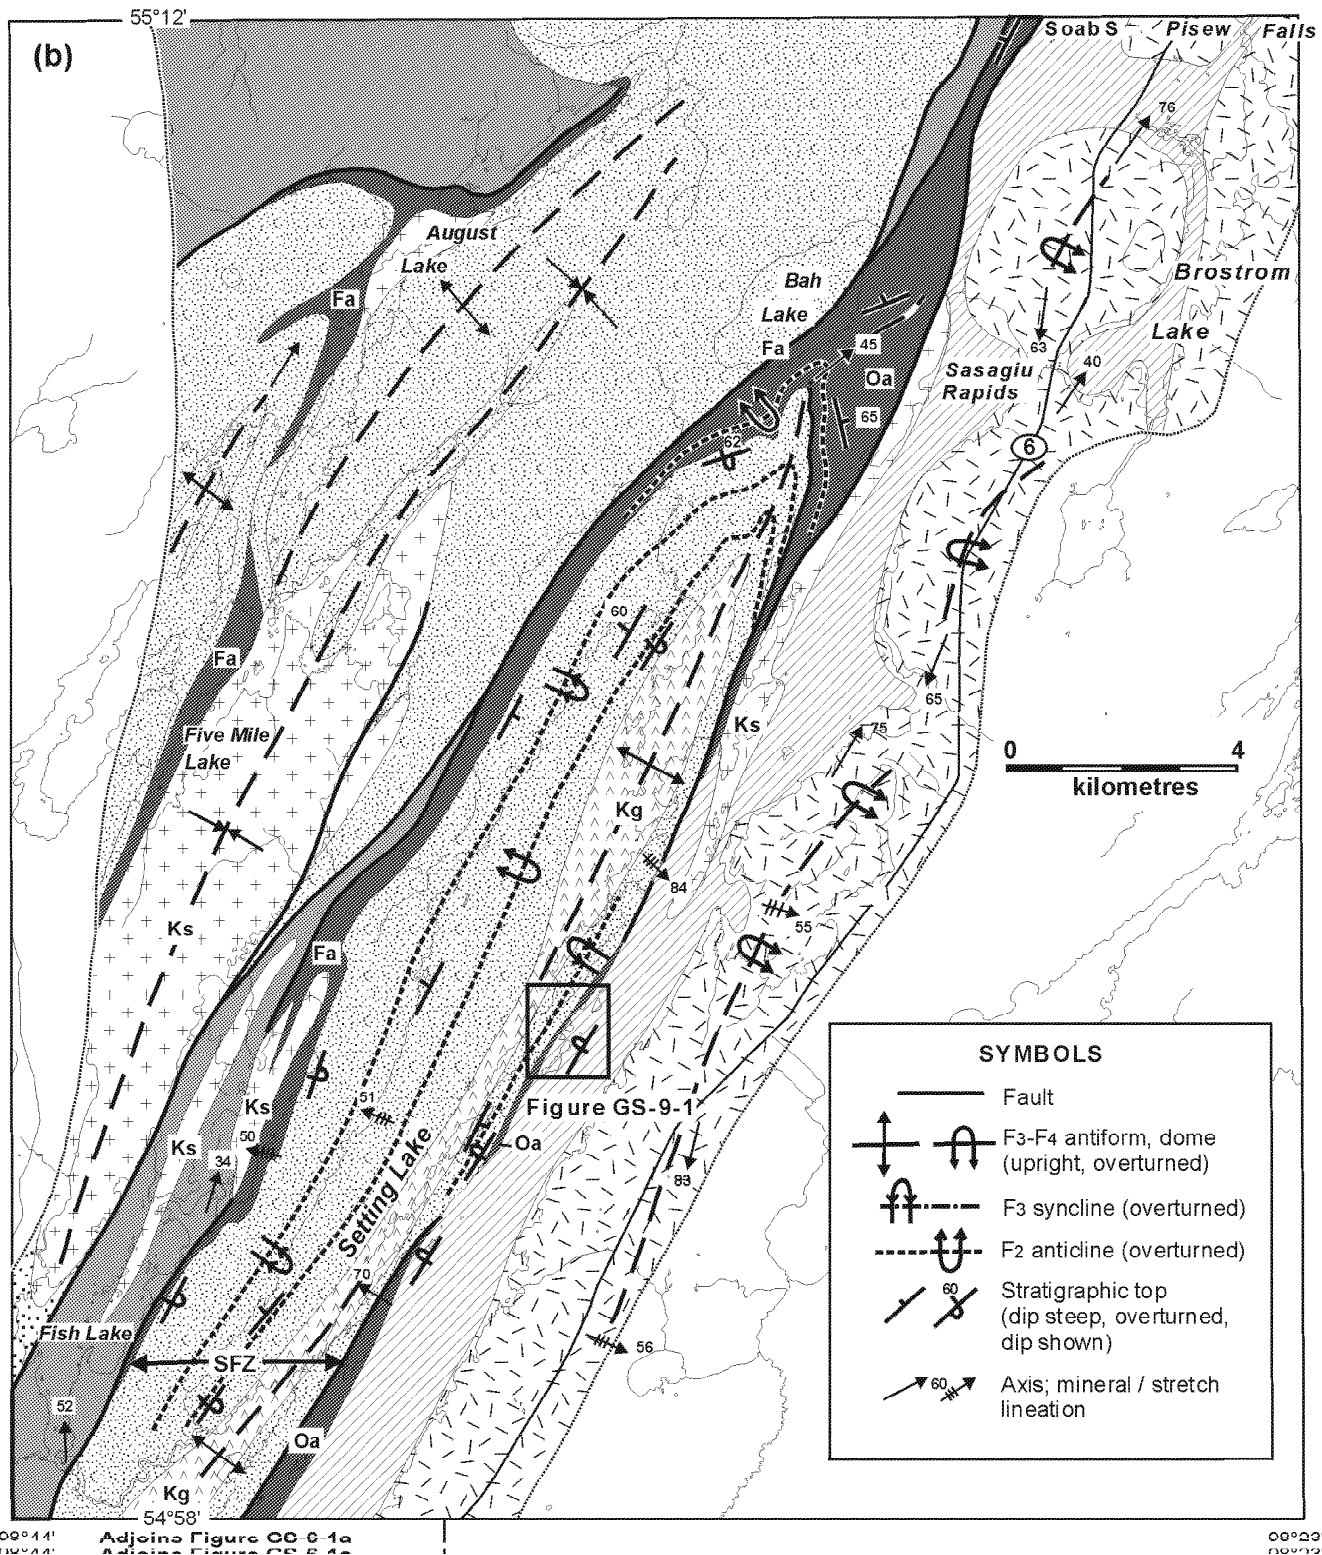 55°12'
(b)
Soab S
Pisew Falls
76
August
Lake
Fa
Bah
Lake
Fa
45
Oa
65
62
Brostrom
Lake
63
40
Sasagiu
Rapids
6
60
65
75
Fa
Five Mile
Lake
Ks
Kg
84
55
0 4
kilometres
Ks
Fa
Ks
Ks
50
34
51
Setting Lake
Figure GS-9-1
Oa
83
70
56
Fish Lake
SFZ
52
Oa
Kg
54°58'
SYMBOLS
Fault
F3-F4 antiform, dome
(upright, overturned)
F3 syncline (overturned)
F2 anticline (overturned)
60
Stratigraphic top
(dip steep, overturned,
dip shown)
60
Axis; mineral / stretch
lineation